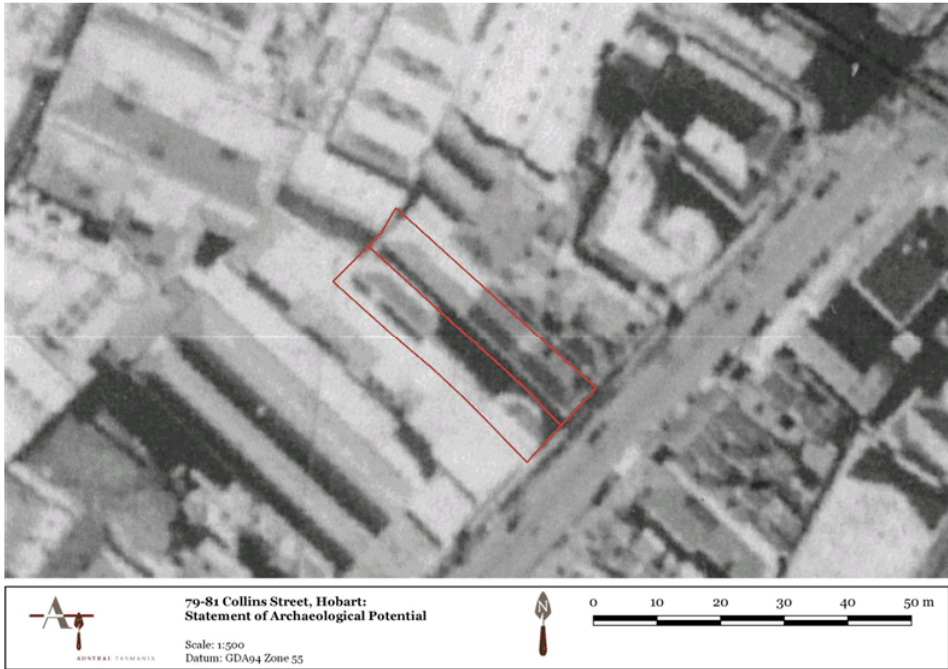 79-81 Collins Street, Hobart:
Statement of Archaeological Potential
Scale: 1:500
Datum: GDA94 Zone 55
A
AUSTRAL TASMANIA
N
0 10 20 30 40 50 m